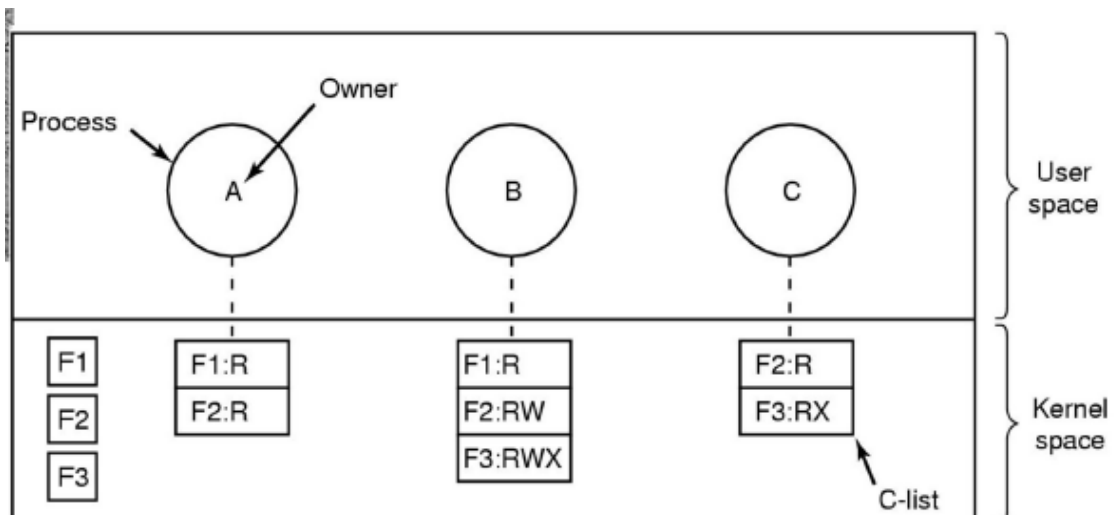 Owner
Process
A
B
C
User
space
F1
F2
F3
F1:R
F2:R
F1:R
F2:RW
F3:RWX
F2:R
F3:RX
C-list
Kernel
space